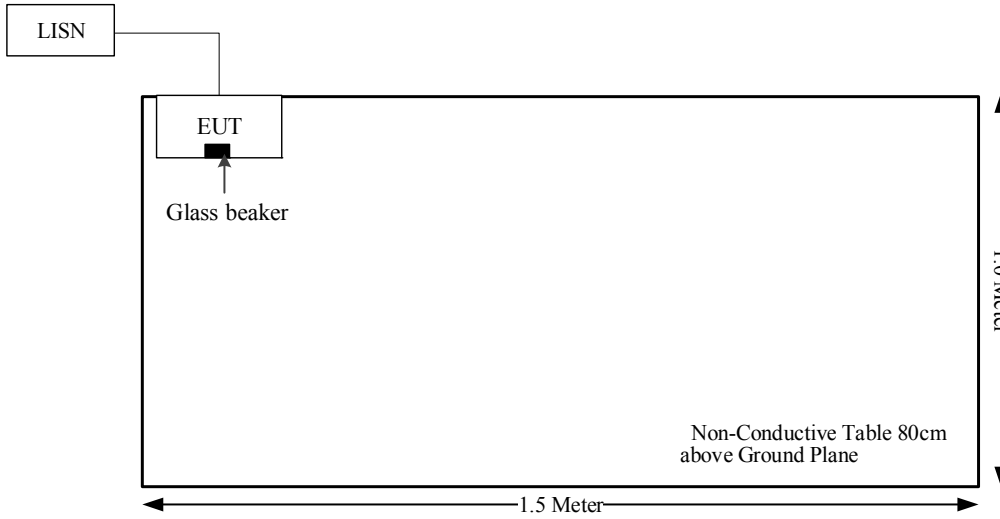 LISN
EUT
Glass beaker
Non-Conductive Table 80cm
above Ground Plane
1.5 Meter